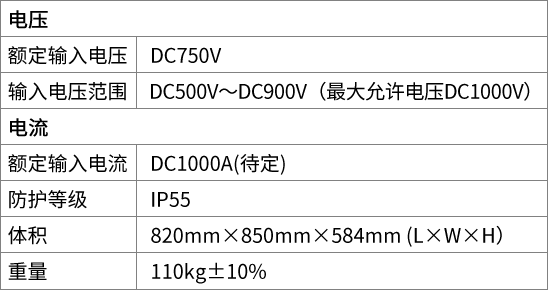 电压
额定输入电压 DC750V
输入电压范围 DC500V～DC900V（最大允许电压DC1000V）
电流
额定输入电流 DC1000A(待定)
防护等级 IP55
体积 820mm×850mm×584mm (L×W×H）
重量 110kg±10%